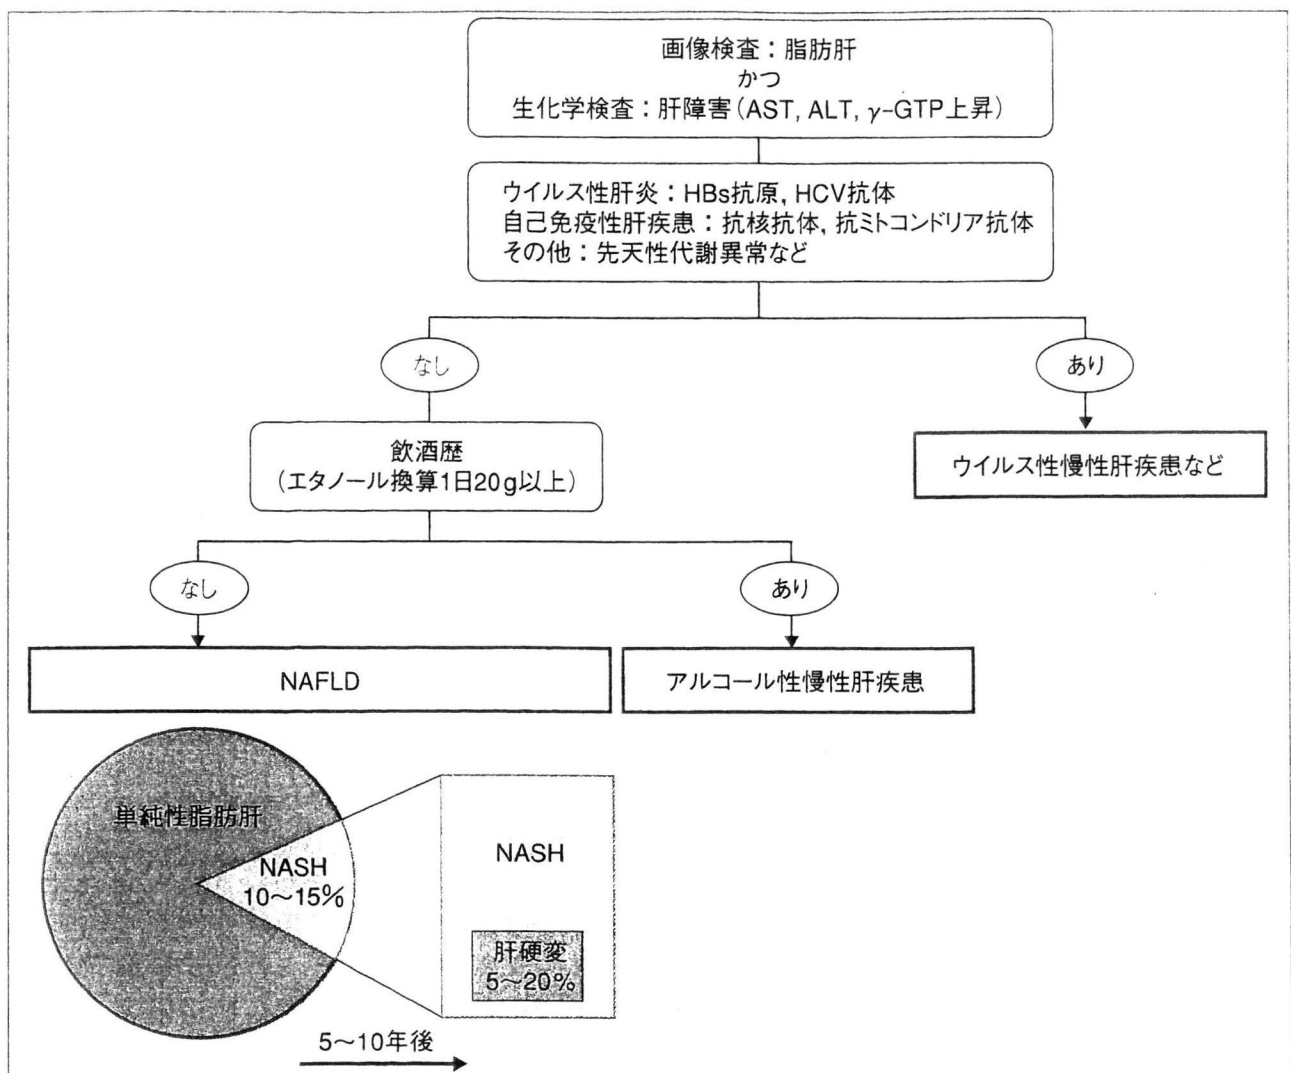 画像検査：脂肪肝
かつ
生化学検査：肝障害（AST, ALT, γ-GTP上昇）
ウイルス性肝炎：HBs抗原, HCV抗体
自己免疫性肝疾患：抗核抗体, 抗ミトコンドリア抗体
その他：先天性代謝異常など
なし
あり
飲酒歴
（エタノール換算1日20g以上）
ウイルス性慢性肝疾患など
なし
あり
NAFLD
アルコール性慢性肝疾患
単純性脂肪肝
NASH
10〜15%
NASH
肝硬変
5〜20%
5〜10年後